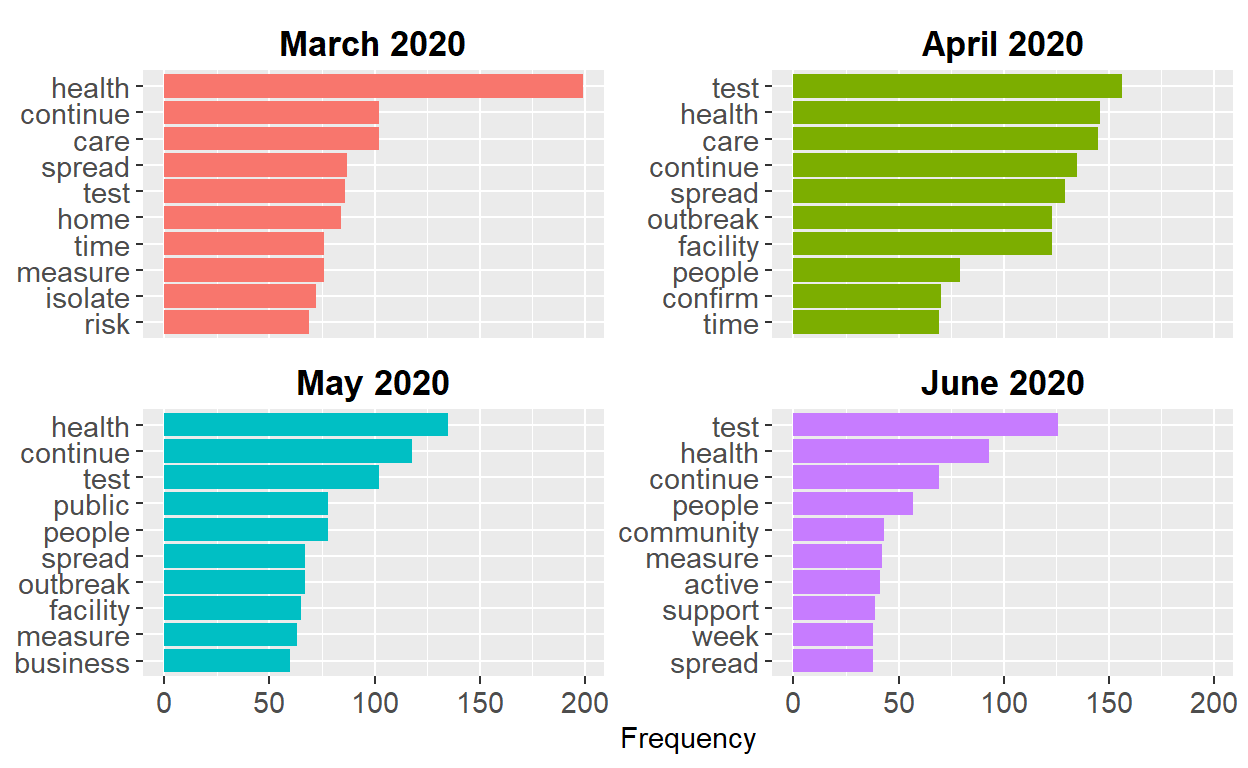 March 2020
health
continue
care
spread
test
home
time
measure
isolate
risk
April 2020
test
health
care
continue
spread
outbreak
facility
people
confirm
time
May 2020
health
continue
test
public
people
spread
outbreak
facility
measure
business
0 50 100 150 200
June 2020
test
health
continue
people
community
measure
active
support
week
spread
0 50 100 150 200
Frequency